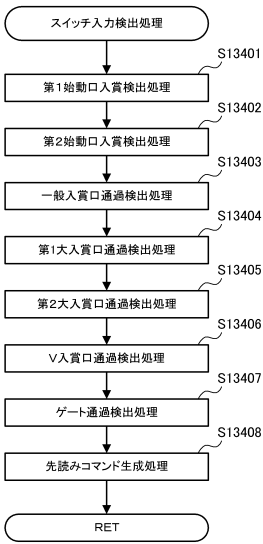 スイッチ入力検出処理
S13401
第1始動口入賞検出処理
S13402
第2始動口入賞検出処理
S13403
一般入賞口通過検出処理
S13404
第1大入賞口通過検出処理
S13405
第2大入賞口通過検出処理
S13406
V入賞口通過検出処理
S13407
ゲート通過検出処理
S13408
先読みコマンド生成処理
RET